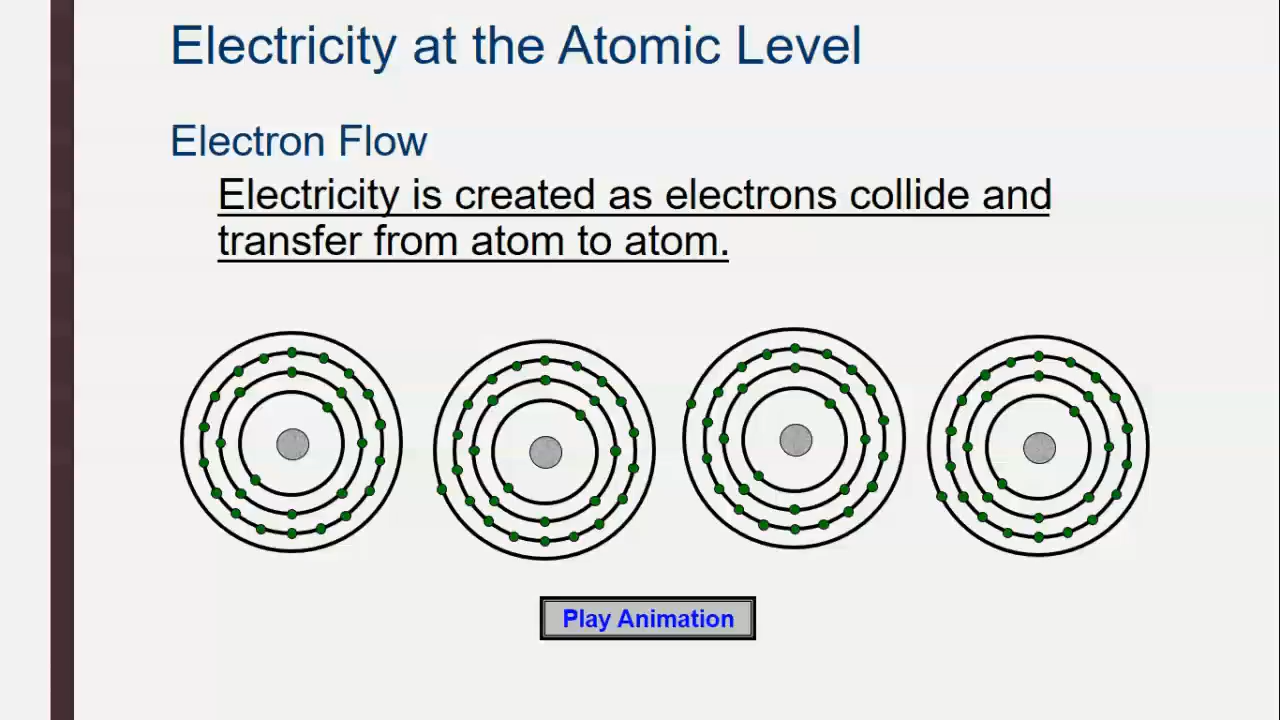 Electricity at the Atomic Level
Electron Flow
Electricity is created as electrons collide and
transfer from atom to atom.
Play Animation